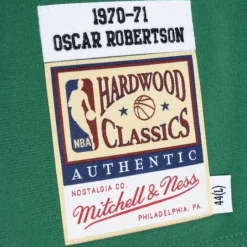 1970-71
OSCAR ROBERTSON
HARDWOOD
CLASSICS
NBA
AUTHENTIC
NOSTALGIA CO.
Mitchell & Ness
PHILADELPHIA, PA.
44(L)